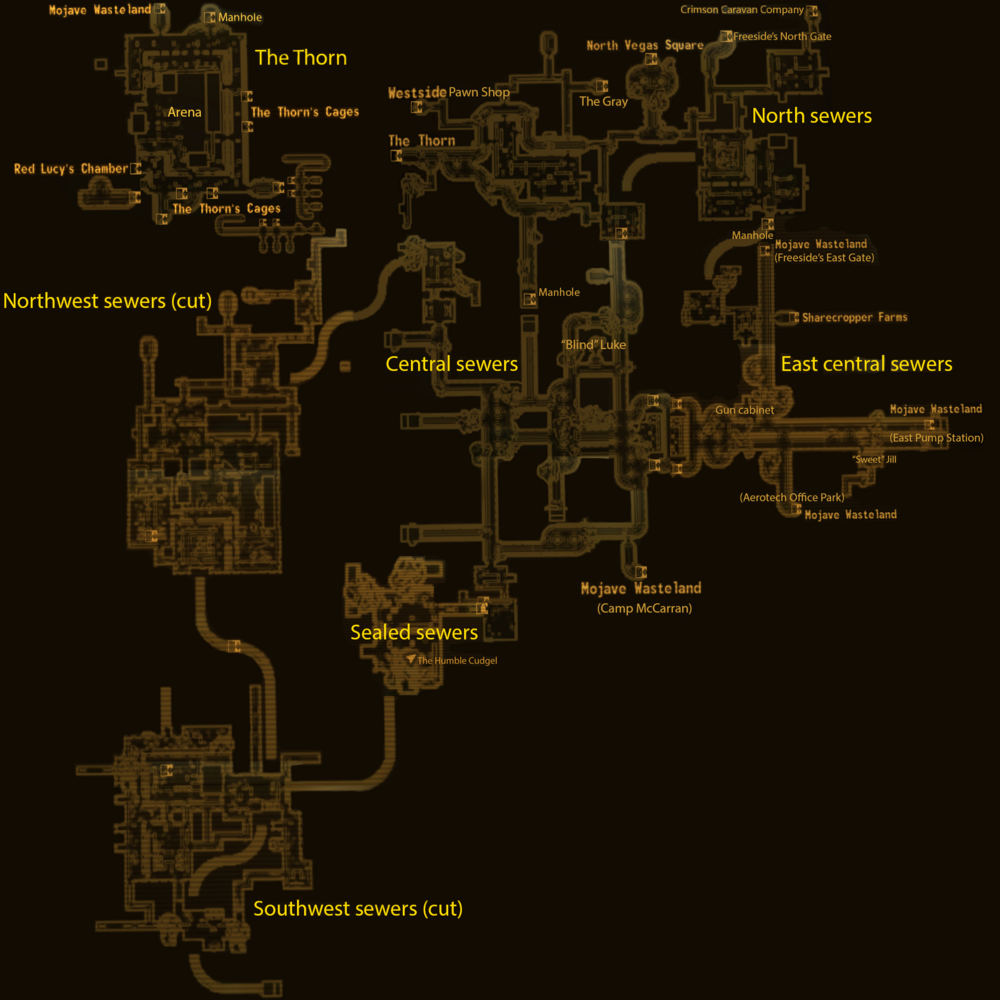 Mojave Wasteland
Manhole
The Thorn
Arena
The Thorn's Cages
Red Lucy's Chamber
The Thorn's Cages
Crimson Caravan Company
Freeside's North Gate
North Vegas Square
Westside Pawn Shop
The Gray
North sewers
The Thorn
Manhole
Mojave Wasteland
(Freeside's East Gate)
Northwest sewers (cut)
Manhole
Sharecropper Farms
"Blind" Luke
Central sewers
East central sewers
Gun cabinet
Mojave Wasteland
(East Pump Station)
"Sweet" Jill
(Aerotech Office Park)
Mojave Wasteland
Mojave Wasteland
(Camp McCarran)
Sealed sewers
The Humble Cudgel
Southwest sewers (cut)